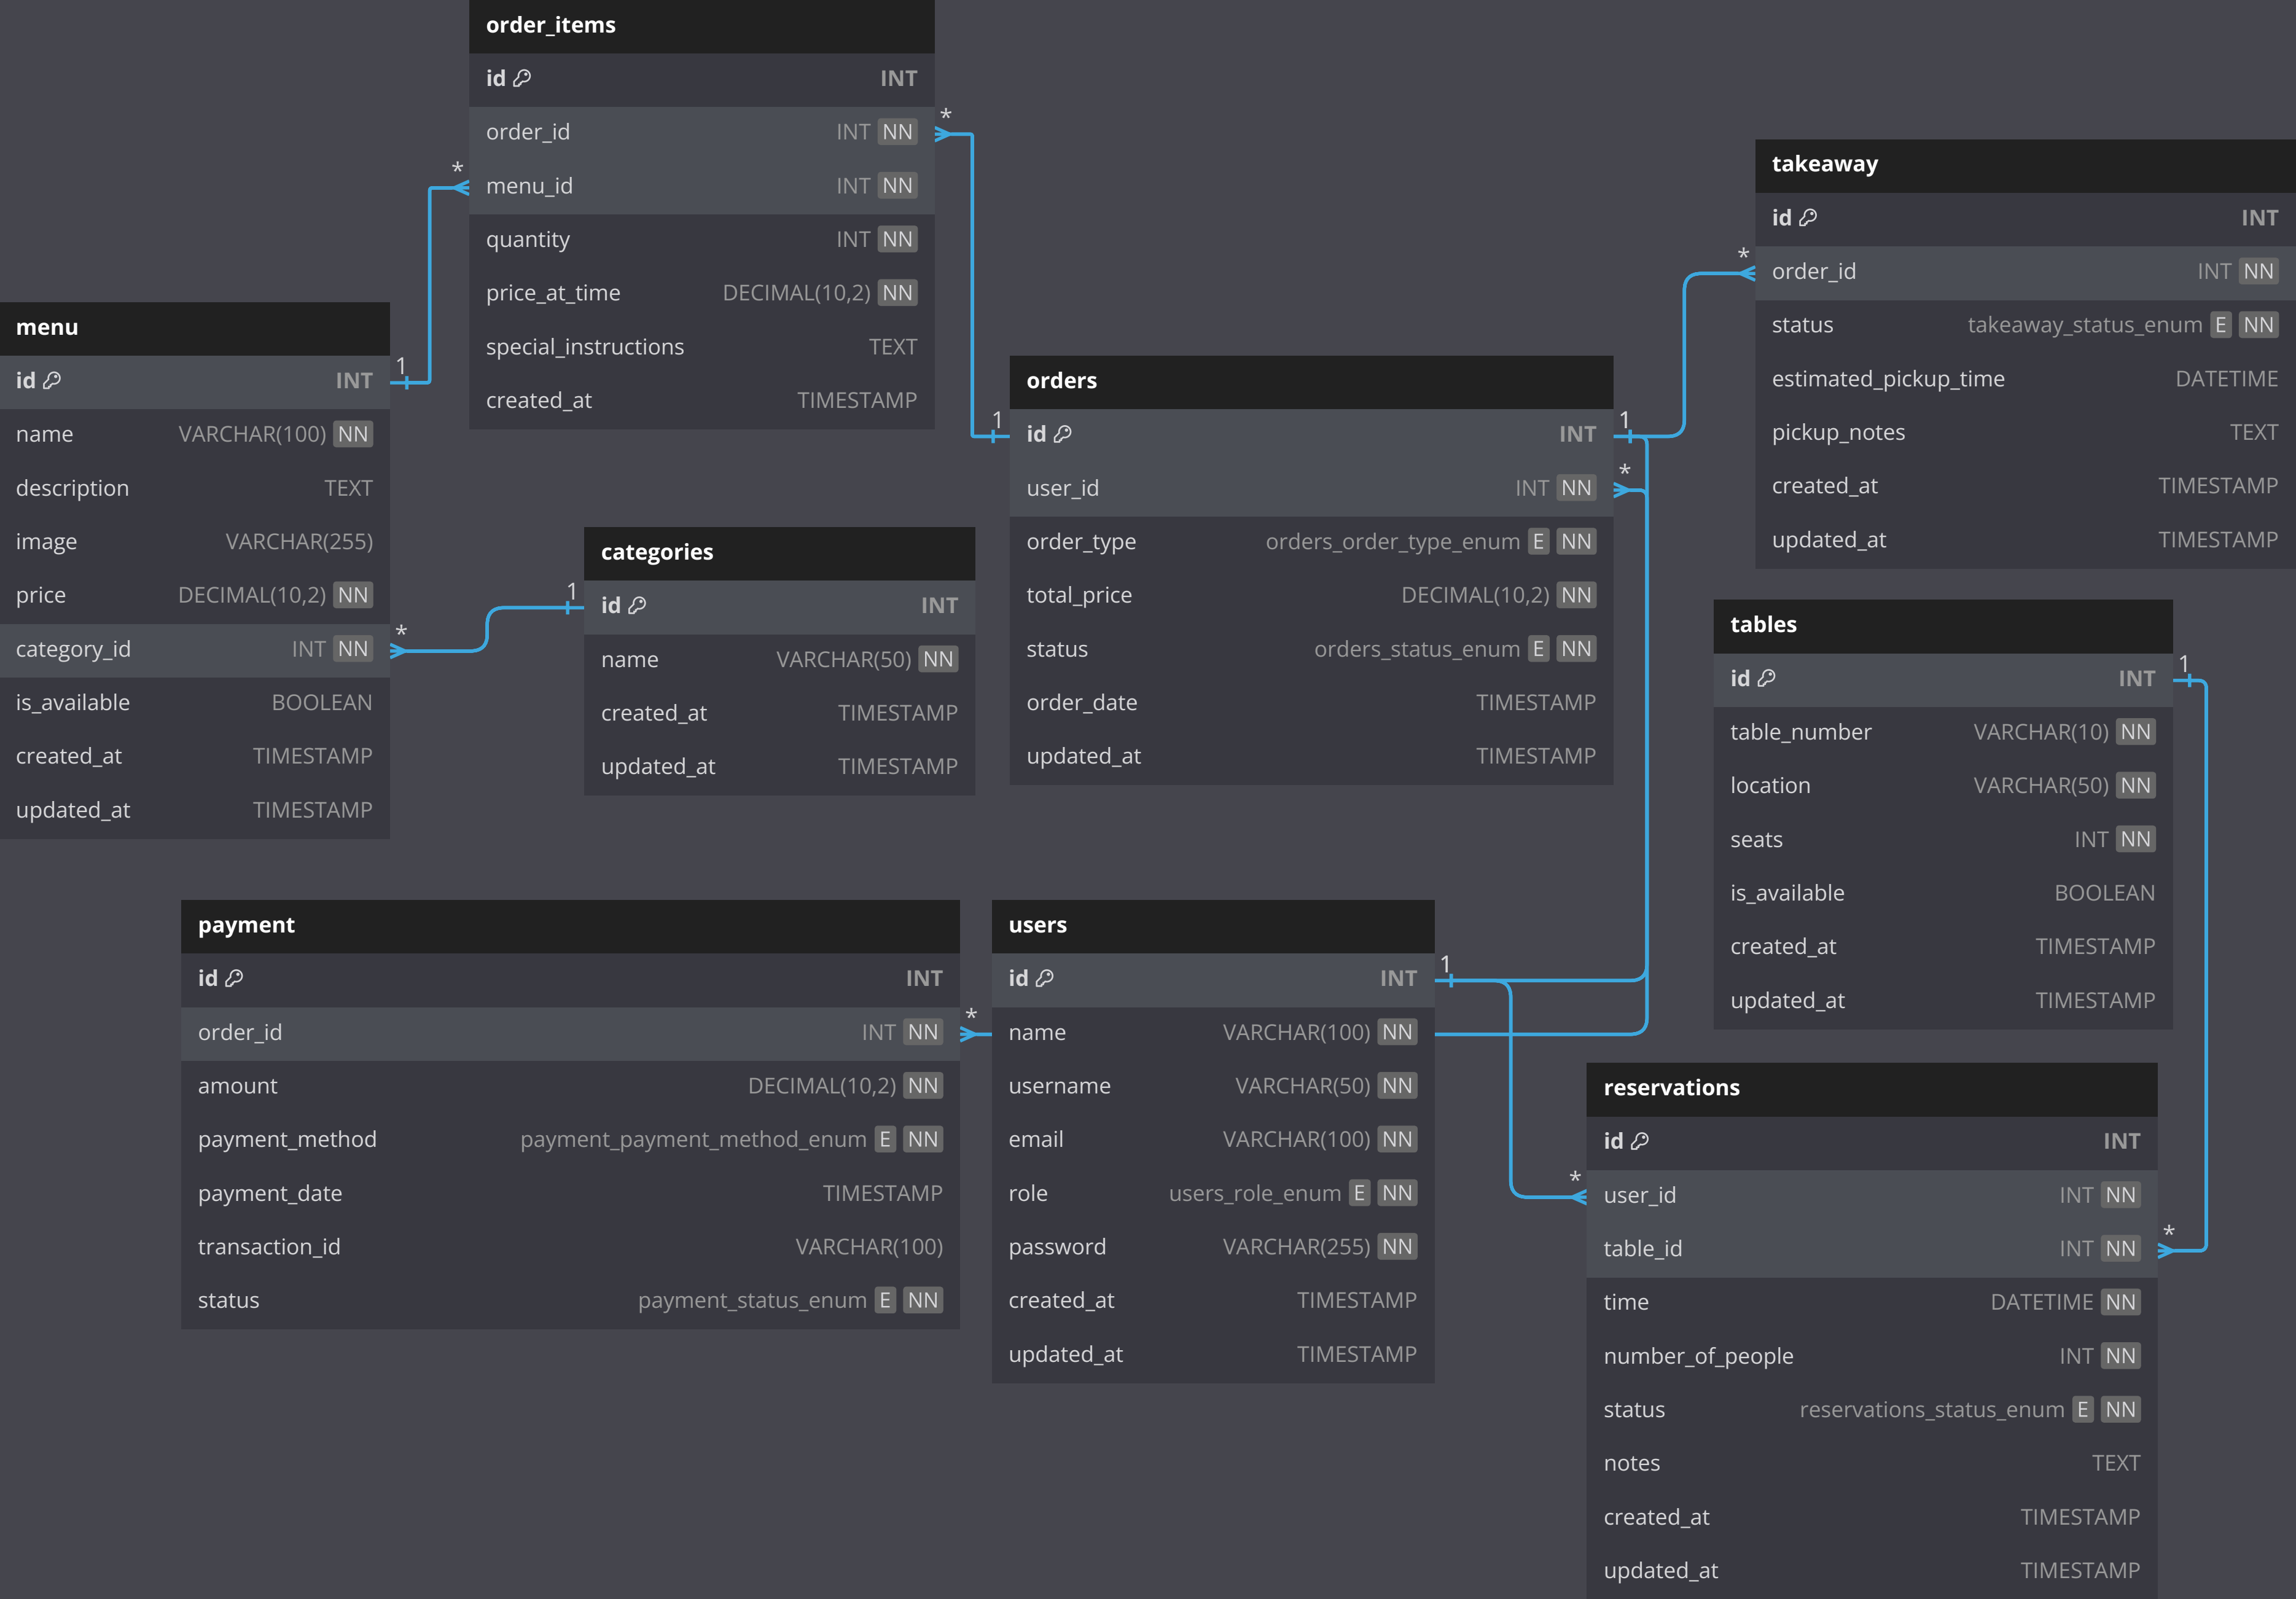 order_items
id INT
order_id INT NN
menu_id INT NN
quantity INT NN
price_at_time DECIMAL(10,2) NN
special_instructions TEXT
created_at TIMESTAMP
*
*
menu
id INT
name VARCHAR(100) NN
description TEXT
image VARCHAR(255)
price DECIMAL(10,2) NN
category_id INT NN
is_available BOOLEAN
created_at TIMESTAMP
updated_at TIMESTAMP
1
*
categories
id INT
name VARCHAR(50) NN
created_at TIMESTAMP
updated_at TIMESTAMP
1
orders
id INT
user_id INT NN
order_type orders_order_type_enum E NN
total_price DECIMAL(10,2) NN
status orders_status_enum E NN
order_date TIMESTAMP
updated_at TIMESTAMP
1
1
*
takeaway
id INT
order_id INT NN
status takeaway_status_enum E NN
estimated_pickup_time DATETIME
pickup_notes TEXT
created_at TIMESTAMP
updated_at TIMESTAMP
*
tables
id INT
table_number VARCHAR(10) NN
location VARCHAR(50) NN
seats INT NN
is_available BOOLEAN
created_at TIMESTAMP
updated_at TIMESTAMP
1
payment
id INT
order_id INT NN
amount DECIMAL(10,2) NN
payment_method payment_payment_method_enum E NN
payment_date TIMESTAMP
transaction_id VARCHAR(100)
status payment_status_enum E NN
*
users
id INT
name VARCHAR(100) NN
username VARCHAR(50) NN
email VARCHAR(100) NN
role users_role_enum E NN
password VARCHAR(255) NN
created_at TIMESTAMP
updated_at TIMESTAMP
1
reservations
id INT
user_id INT NN
table_id INT NN
time DATETIME NN
number_of_people INT NN
status reservations_status_enum E NN
notes TEXT
created_at TIMESTAMP
updated_at TIMESTAMP
*
*